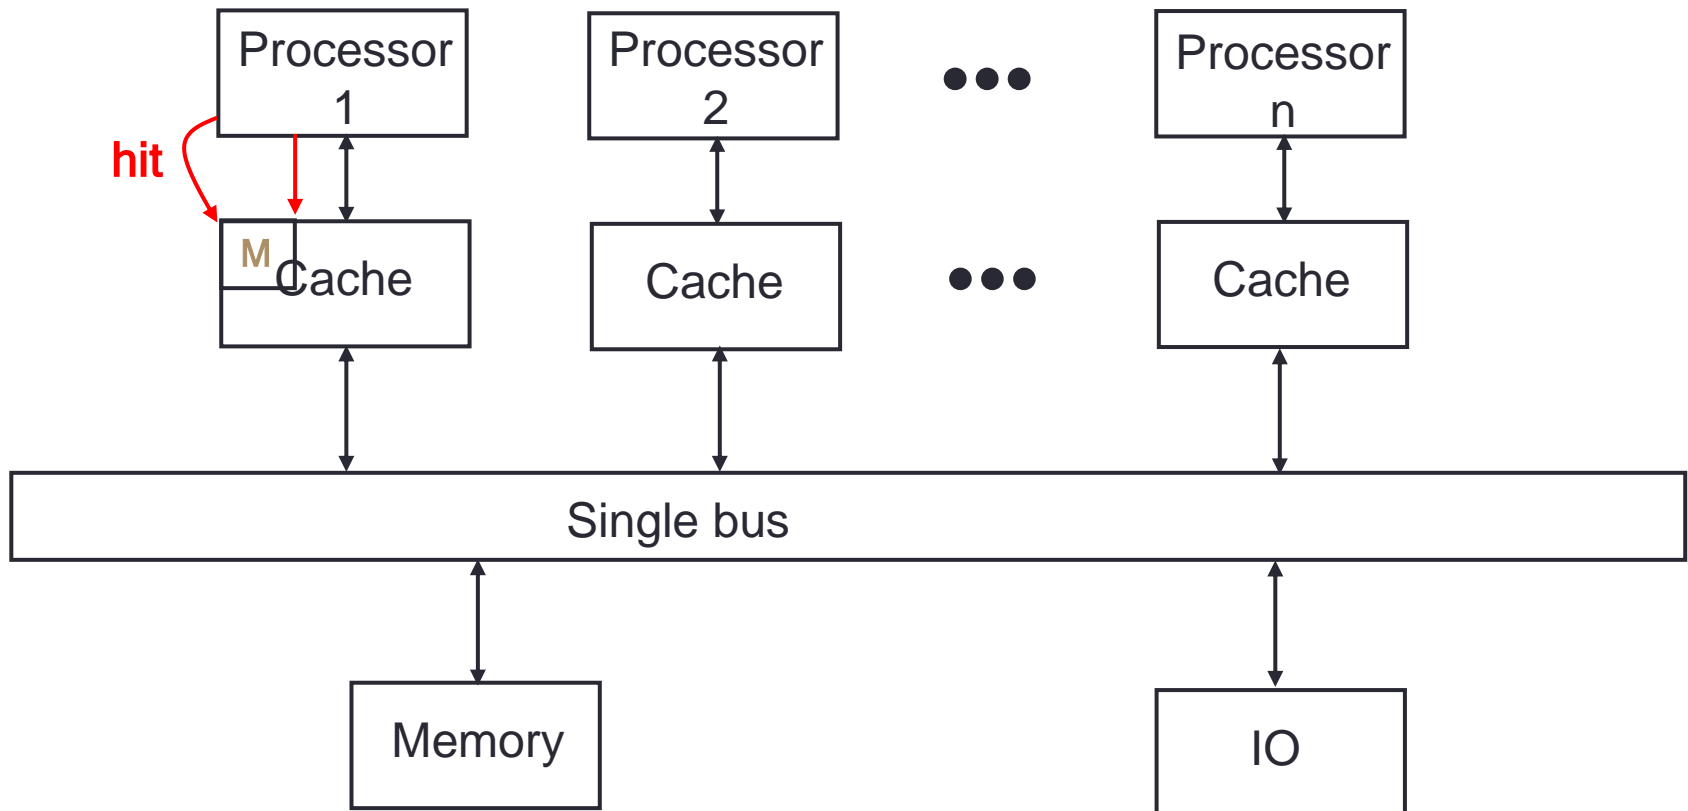 Processor
1
Processor
2
Processor
n
hit
M
Cache
Cache
Cache
Single bus
Memory
IO